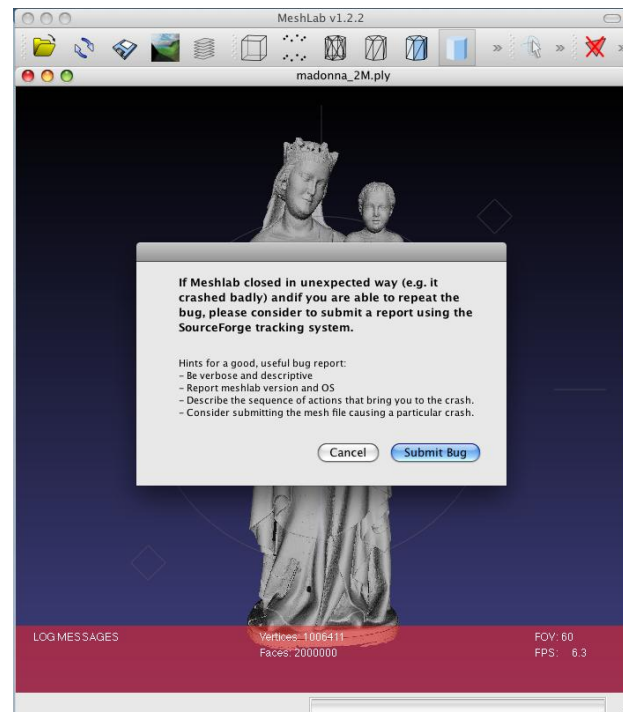 MeshLab v1.2.2
madonna_2M.ply
If Meshlab closed in unexpected way (e.g. it
crashed badly) andif you are able to repeat the
bug, please consider to submit a report using the
SourceForge tracking system.
Hints for a good, useful bug report:
- Be verbose and descriptive
- Report meshlab version and OS
- Describe the sequence of actions that bring you to the crash.
- Consider submitting the mesh file causing a particular crash.
Cancel Submit Bug
LOG MESSAGES Vertices: 1006411 FOV: 60
Faces: 2000000 FPS: 6.3